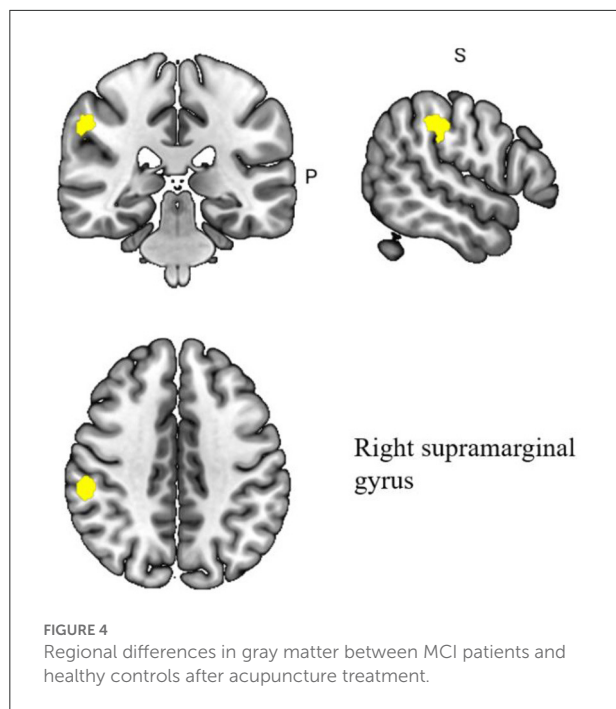 S
P
Right supramarginal
gyrus
FIGURE 4
Regional differences in gray matter between MCI patients and
healthy controls after acupuncture treatment.